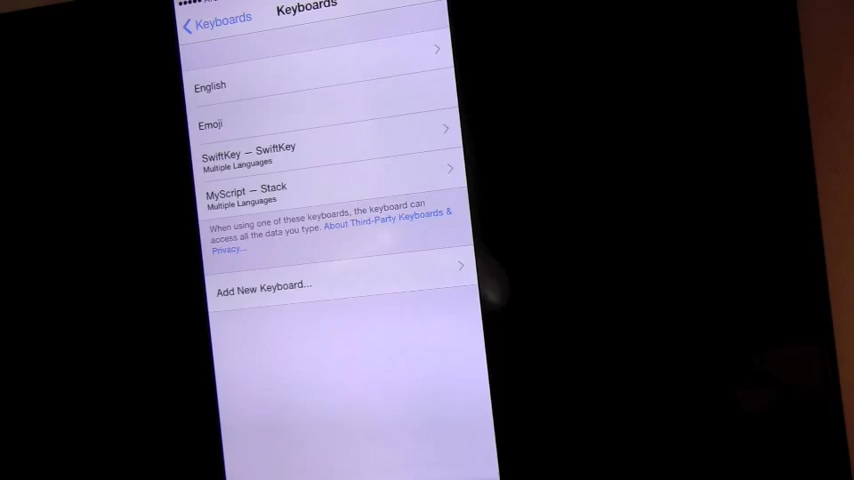 Keyboards
Keyboards
English
Emoji
SwiftKey — SwiftKey
Multiple Languages
MyScript — Stack
Multiple Languages
When using one of these keyboards, the keyboard can
access all the data you type. About Third-Party Keyboards &
Privacy...
Add New Keyboard...